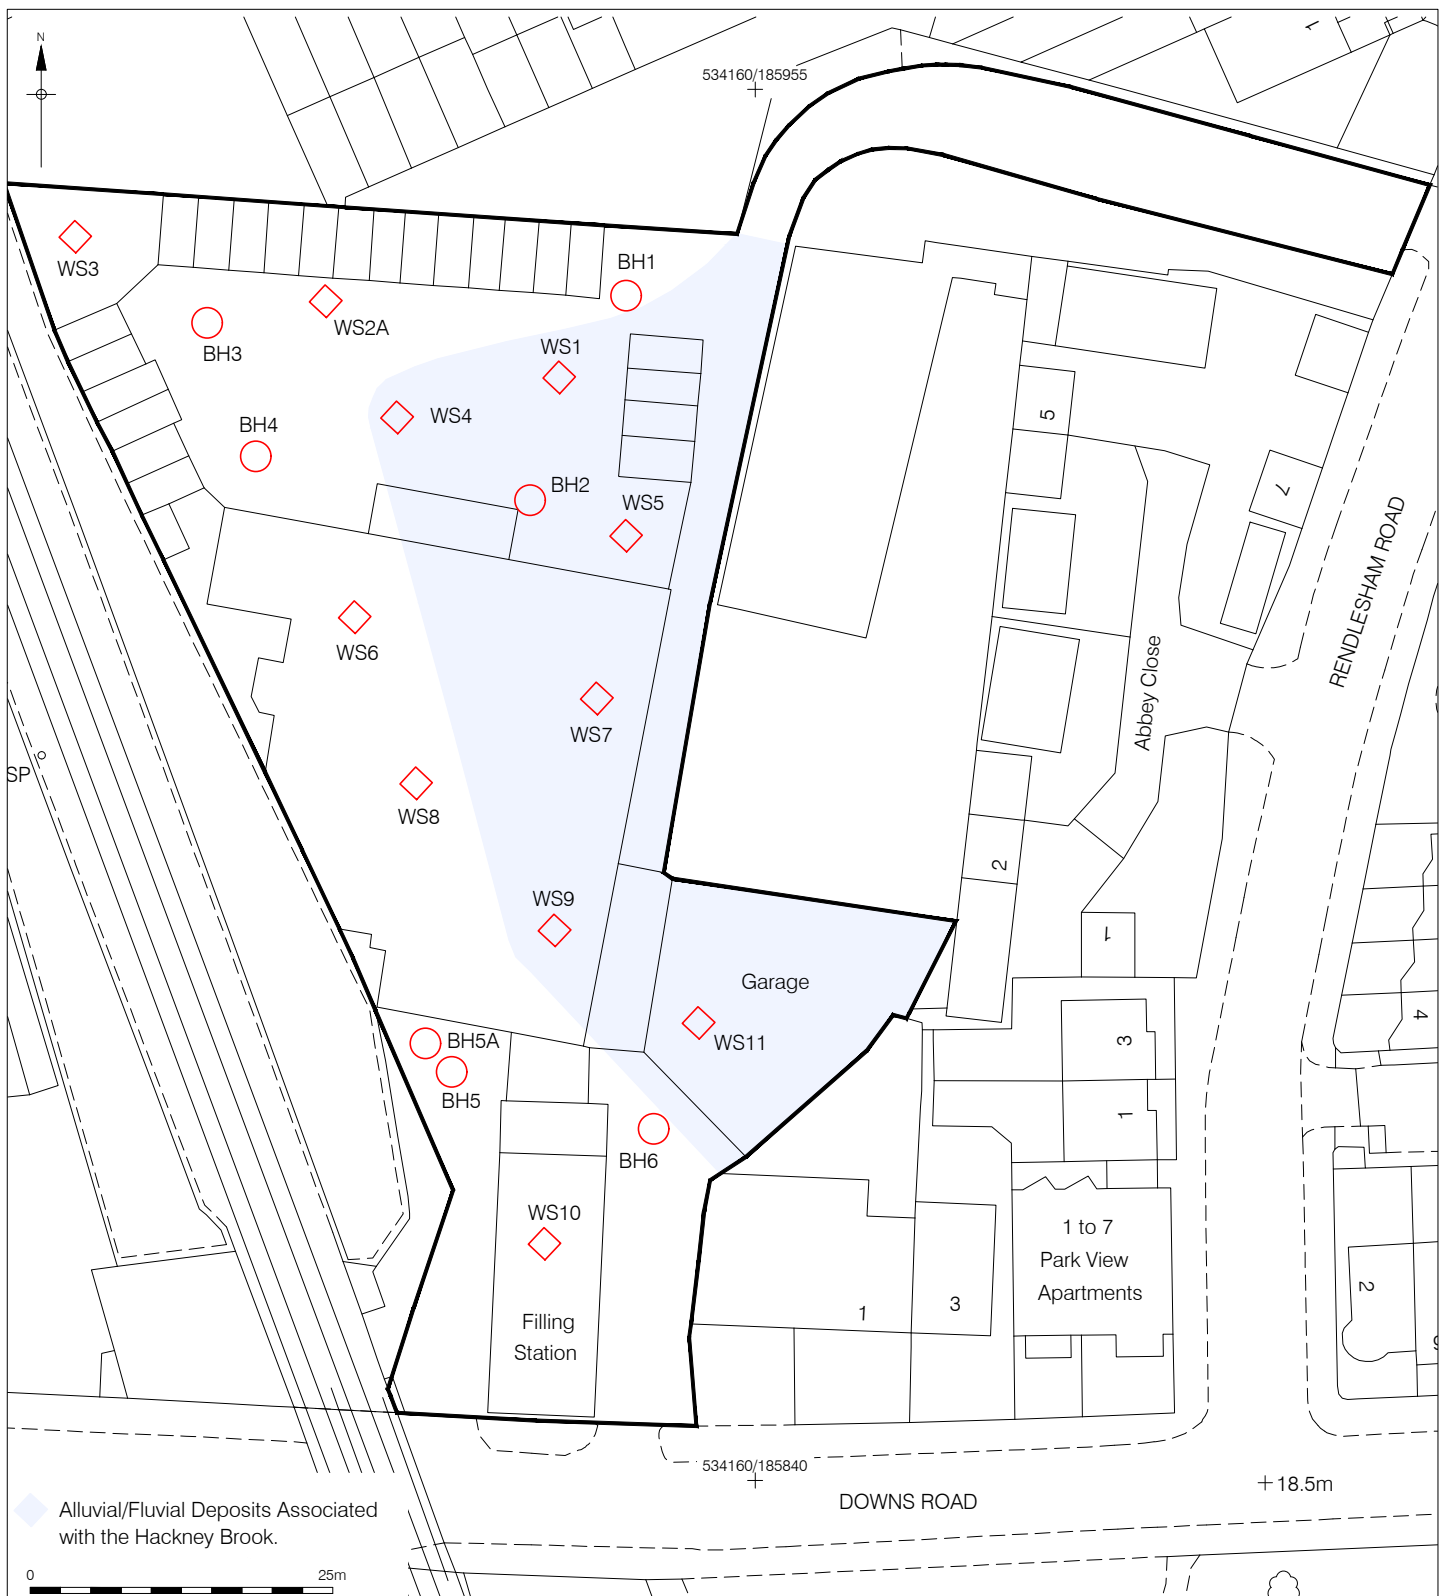 N
534160/185955
WS3
BH1
WS2A
BH3
WS1
WS4
5
BH4
BH2
WS5
7
RENDLESHAM ROAD
WS6
Abbey Close
WS7
SP
WS8
2
WS9
1
Garage
WS11
4
BH5A
3
BH5
1
BH6
WS10
1 to 7
Park View
Apartments
2
Filling
Station
1
3
534160/185840
18.5m
DOWNS ROAD
Alluvial/Fluvial Deposits Associated
with the Hackney Brook.
0
25m